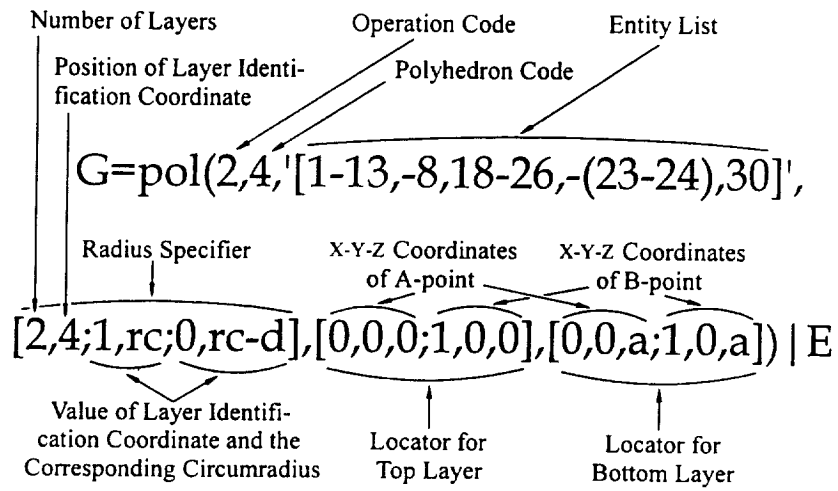 Number of Layers
Operation Code
Entity List
Position of Layer Identi-
fication Coordinate
Polyhedron Code
G=pol(2,4,'[1-13,-8,18-26,-(23-24),30]',
Radius Specifier
X-Y-Z Coordinates
of A-point
X-Y-Z Coordinates
of B-point
[2,4;1,rc;0,rc-d],[0,0,0;1,0,0],[0,0,a;1,0,a])|E
Value of Layer Identifi-
cation Coordinate and the
Corresponding Circumradius
Locator for
Top Layer
Locator for
Bottom Layer